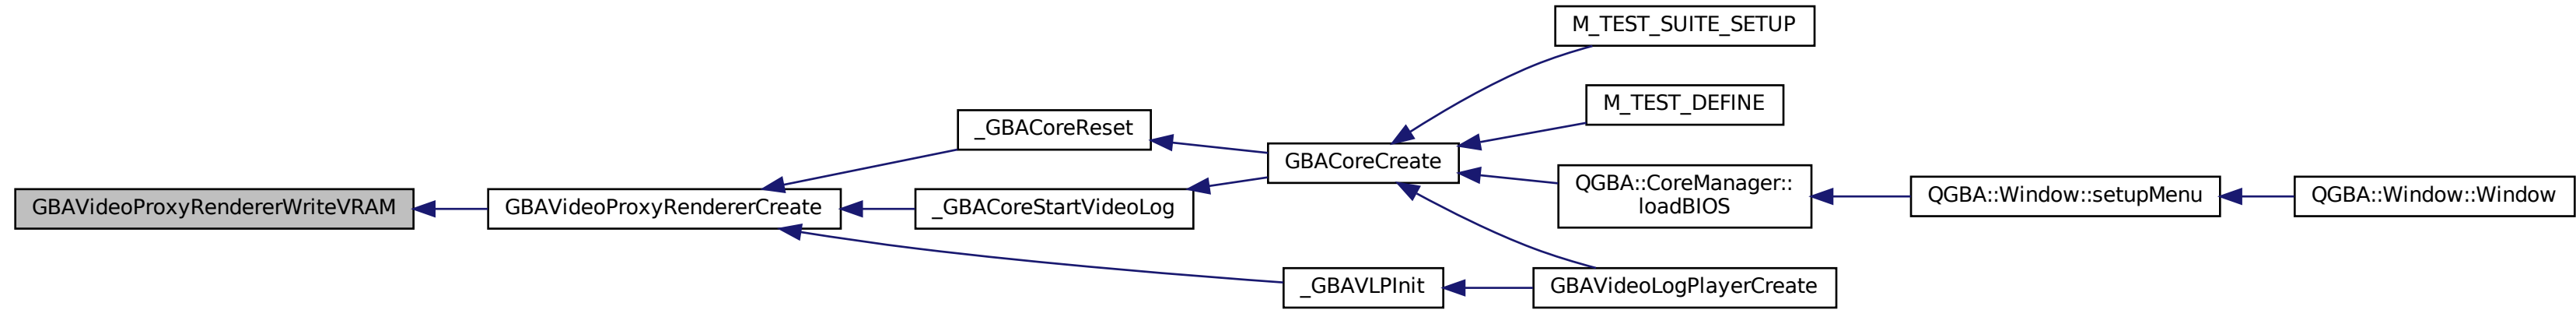 GBAVideoProxyRendererWriteVRAM
GBAVideoProxyRendererCreate
_GBACoreReset
_GBACoreStartVideoLog
_GBAVLPInit
GBACoreCreate
M_TEST_SUITE_SETUP
M_TEST_DEFINE
QGBA::CoreManager::
loadBIOS
GBAVideoLogPlayerCreate
QGBA::Window::setupMenu
QGBA::Window::Window